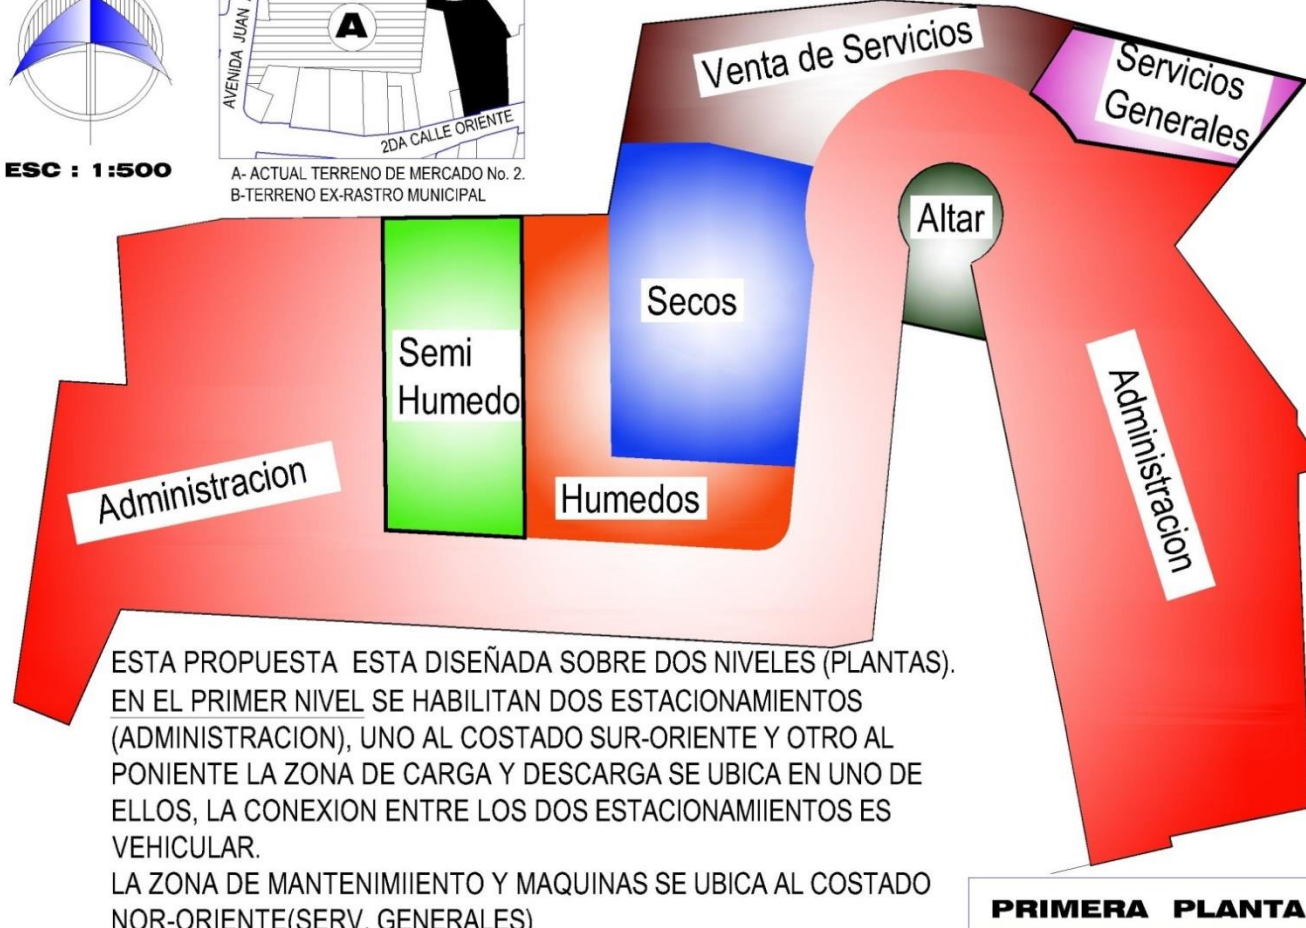 AVENIDA JUAN
A
2DA CALLE ORIENTE
ESC : 1:500
A- ACTUAL TERRENO DE MERCADO No. 2.
B-TERRENO EX-RASTRO MUNICIPAL
Venta de Servicios
Servicios
Generales
Altar
Secos
Semi
Humedo
Humedos
Administracion
Administracion
ESTA PROPUESTA ESTA DISEÑADA SOBRE DOS NIVELES (PLANTAS).
EN EL PRIMER NIVEL SE HABILITAN DOS ESTACIONAMIENTOS
(ADMINISTRACION), UNO AL COSTADO SUR-ORIENTE Y OTRO AL
PONIENTE LA ZONA DE CARGA Y DESCARGA SE UBICA EN UNO DE
ELLOS, LA CONEXION ENTRE LOS DOS ESTACIONAMIIENTOS ES
VEHICULAR.
LA ZONA DE MANTENIMIIENTO Y MAQUINAS SE UBICA AL COSTADO
NOR-ORIENTE(SERV. GENERALES)
PRIMERA PLANTA